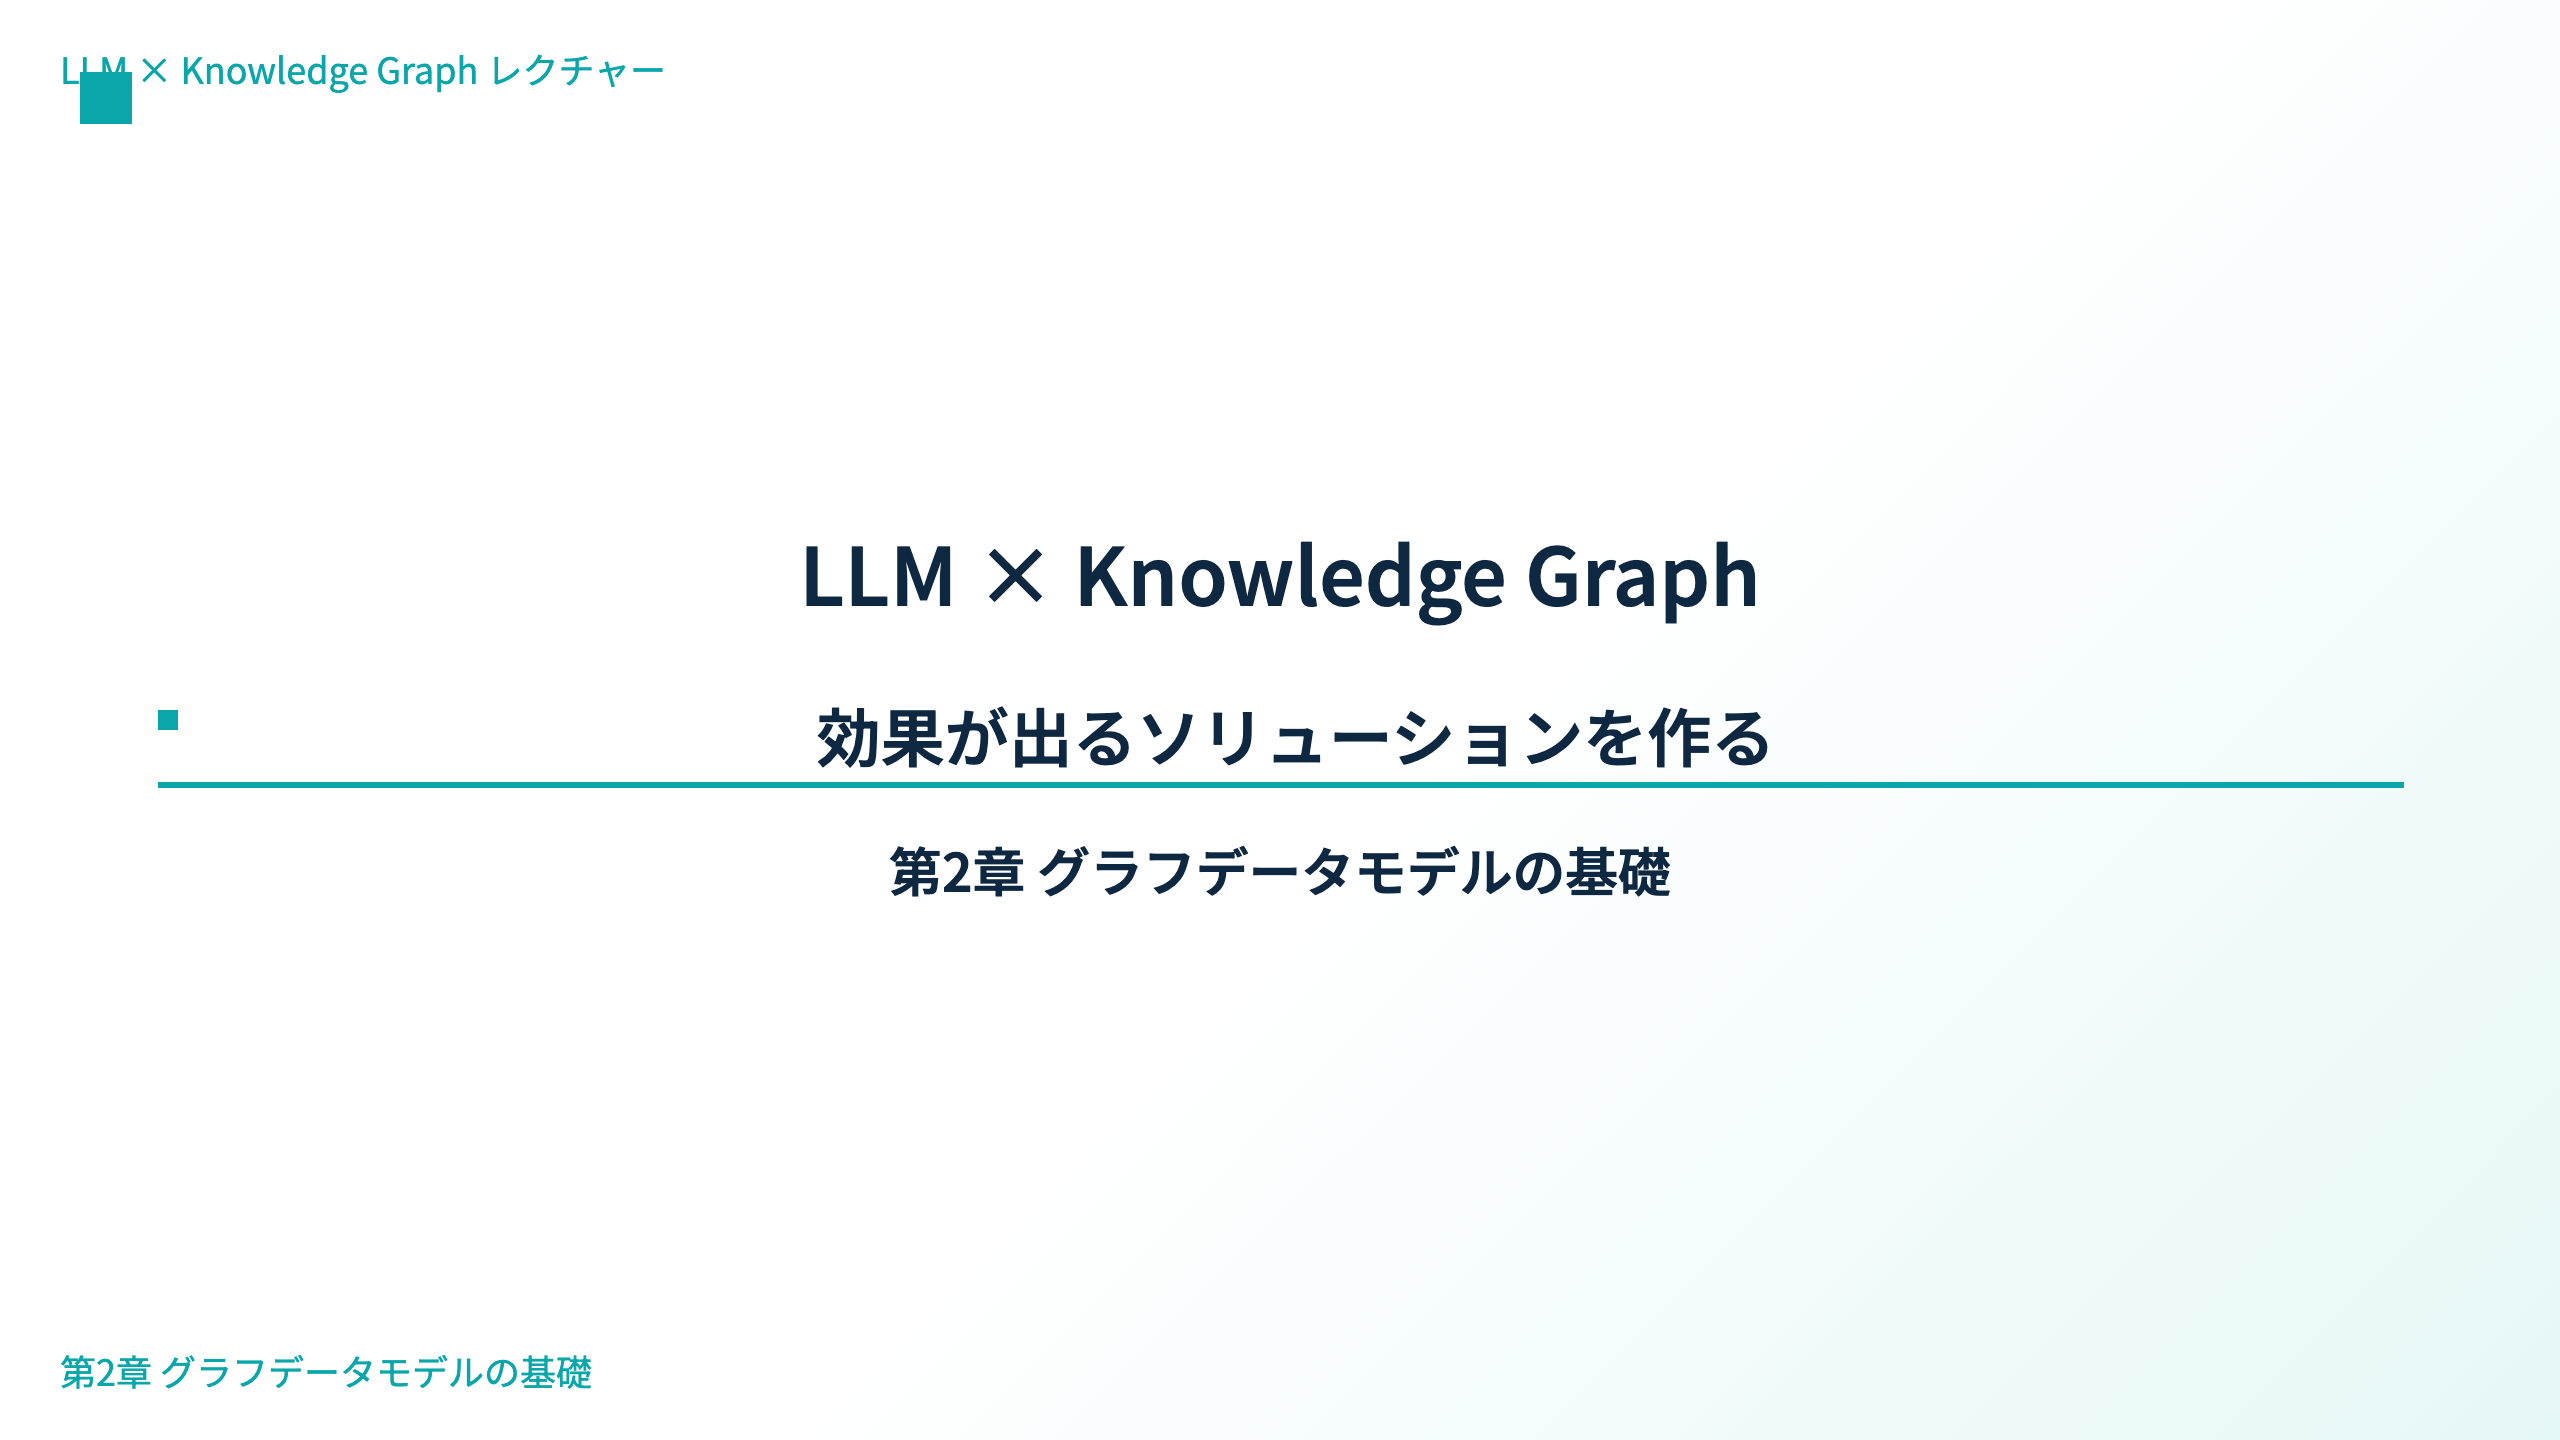 LLM × Knowledge Graph レクチャー
LLM × Knowledge Graph
効果が出るソリューションを作る
第2章 グラフデータモデルの基礎
第2章 グラフデータモデルの基礎